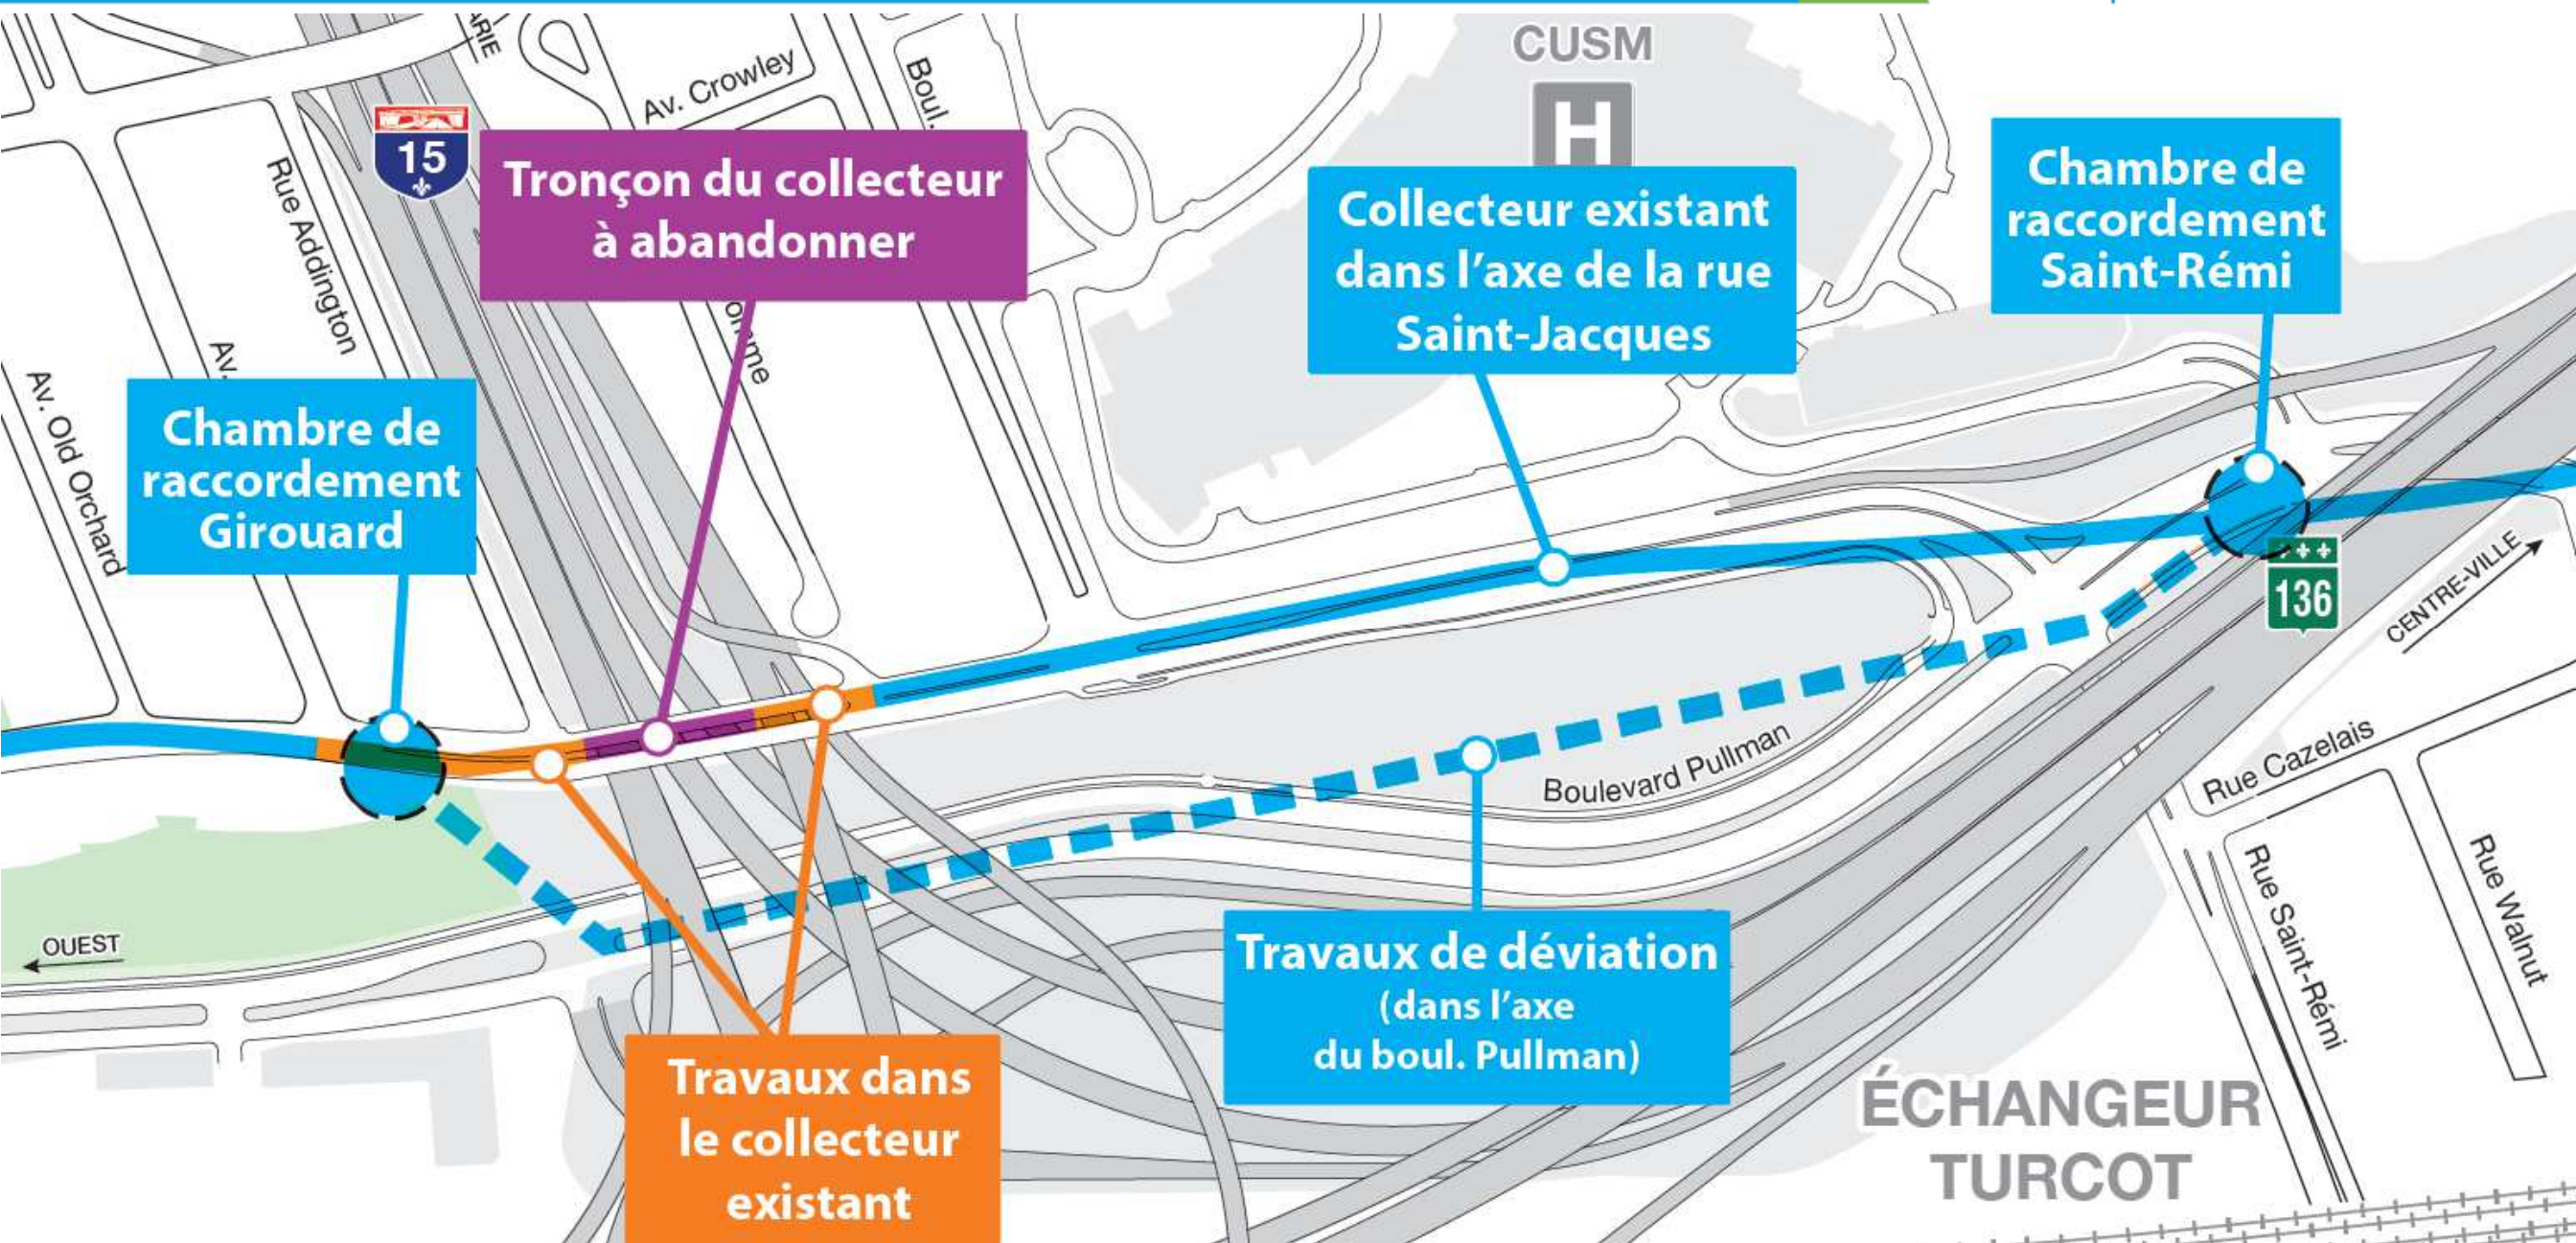 ARIE
Av. Crowley
Boul.
CUSM
H
15
Rue Addington
Tronçon du collecteur
à abandonner
Collecteur existant
dans l’axe de la rue
Saint-Jacques
Chambre de
raccordement
Saint-Rémi
Av.
Av. Old Orchard
Chambre de
raccordement
Girouard
136
CENTRE-VILLE
Boulevard Pullman
Rue Cazelais
Rue Saint-Rémi
Rue Walnut
OUEST
Travaux de déviation
(dans l’axe
du boul. Pullman)
Travaux dans
le collecteur
existant
ÉCHANGEUR
TURCOT